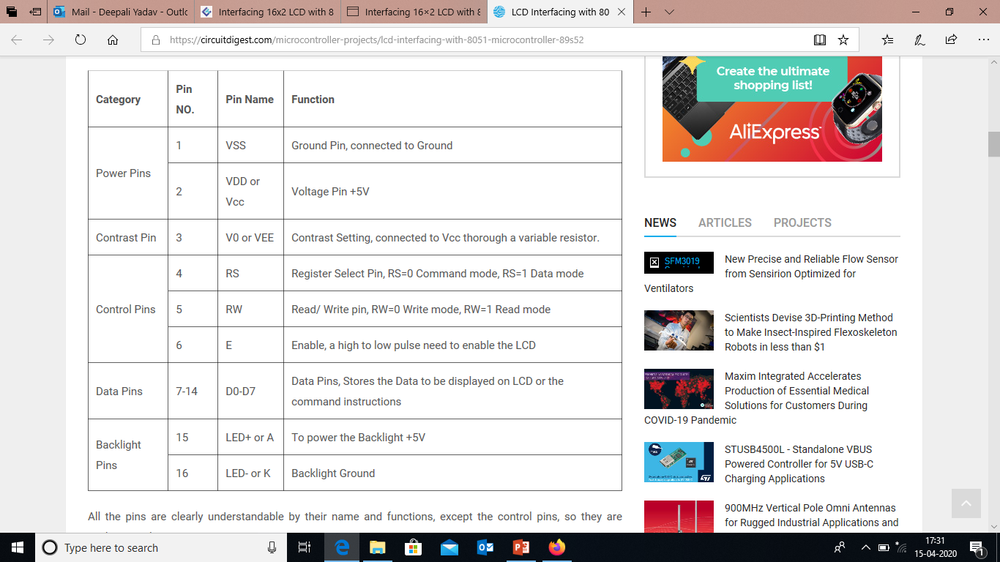 Mail - Deepali Yadav - Outlo
Interfacing 16x2 LCD with 8
Interfacing 16×2 LCD with 8
LCD Interfacing with 80
https://circuitdigest.com/microcontroller-projects/lcd-interfacing-with-8051-microcontroller-89s52
Category
Pin
NO.
Pin Name
Function
Power Pins
1
VSS
Ground Pin, connected to Ground
2
VDD or
Vcc
Voltage Pin +5V
Contrast Pin
3
V0 or VEE
Contrast Setting, connected to Vcc thorough a variable resistor.
Control Pins
4
RS
Register Select Pin, RS=0 Command mode, RS=1 Data mode
5
RW
Read/ Write pin, RW=0 Write mode, RW=1 Read mode
6
E
Enable, a high to low pulse need to enable the LCD
Data Pins
7-14
D0-D7
Data Pins, Stores the Data to be displayed on LCD or the
command instructions
Backlight
Pins
15
LED+ or A
To power the Backlight +5V
16
LED- or K
Backlight Ground
All the pins are clearly understandable by their name and functions, except the control pins, so they are
Create the ultimate
shopping list!
AliExpress
NEWS ARTICLES PROJECTS
SFM3019
New Precise and Reliable Flow Sensor
from Sensirion Optimized for
Ventilators
Scientists Devise 3D-Printing Method
to Make Insect-Inspired Flexoskeleton
Robots in less than $1
Maxim Integrated Accelerates
Production of Essential Medical
Solutions for Customers During
COVID-19 Pandemic
STUSB4500L - Standalone VBUS
Powered Controller for 5V USB-C
Charging Applications
900MHz Vertical Pole Omni Antennas
for Rugged Industrial Applications and
Type here to search
17:31
15-04-2020
1